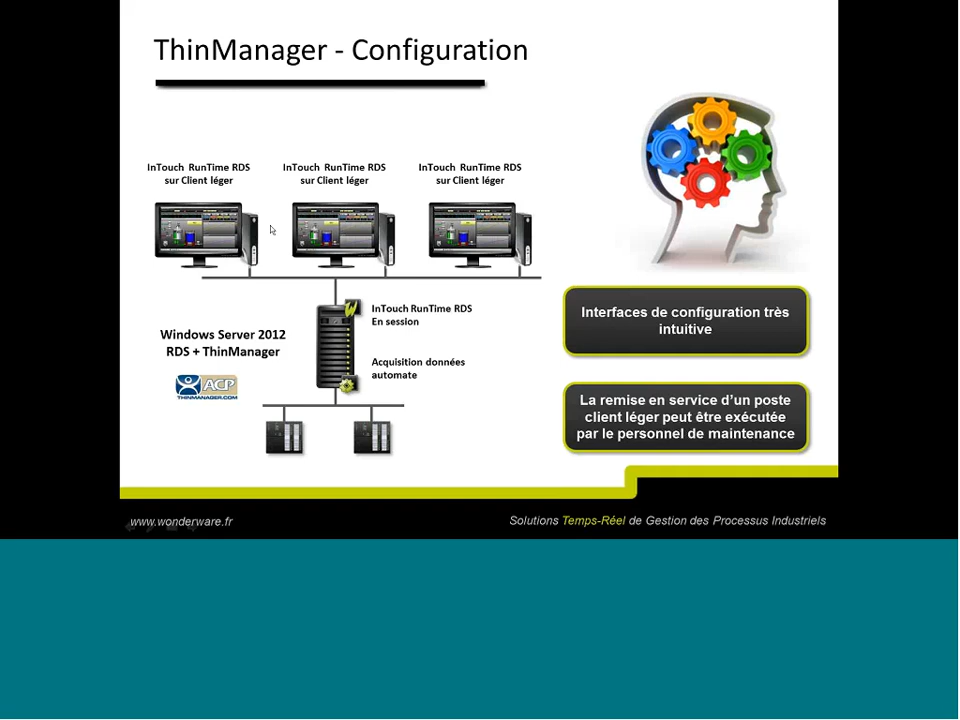 ThinManager - Configuration
InTouch RunTime RDS
sur Client léger
InTouch RunTime RDS
sur Client léger
InTouch RunTime RDS
sur Client léger
InTouch RunTime RDS
En session
Windows Server 2012
RDS + ThinManager
Acquisition données
automate
ACP
THINMANAGER.COM
Interfaces de configuration très
intuitive
La remise en service d'un poste
client léger peut être exécutée
par le personnel de maintenance
www.wonderware.fr
Solutions Temps-Réel de Gestion des Processus Industriels